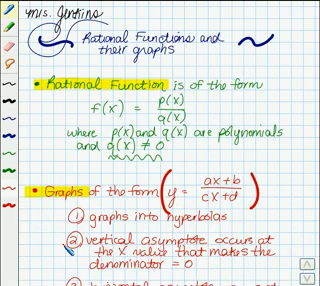 Mrs. Jenkins
Rational Functions and
their graphs
• Rational Function is of the form
f(x) = p(x) / q(x)
where p(x) and q(x) are polynomials
and q(x) ≠ 0
• Graphs of the form (y = ax+b / cx+d)
① graphs into hyperbolas
② vertical asymptote occurs at
the x value that makes the
denominator = 0